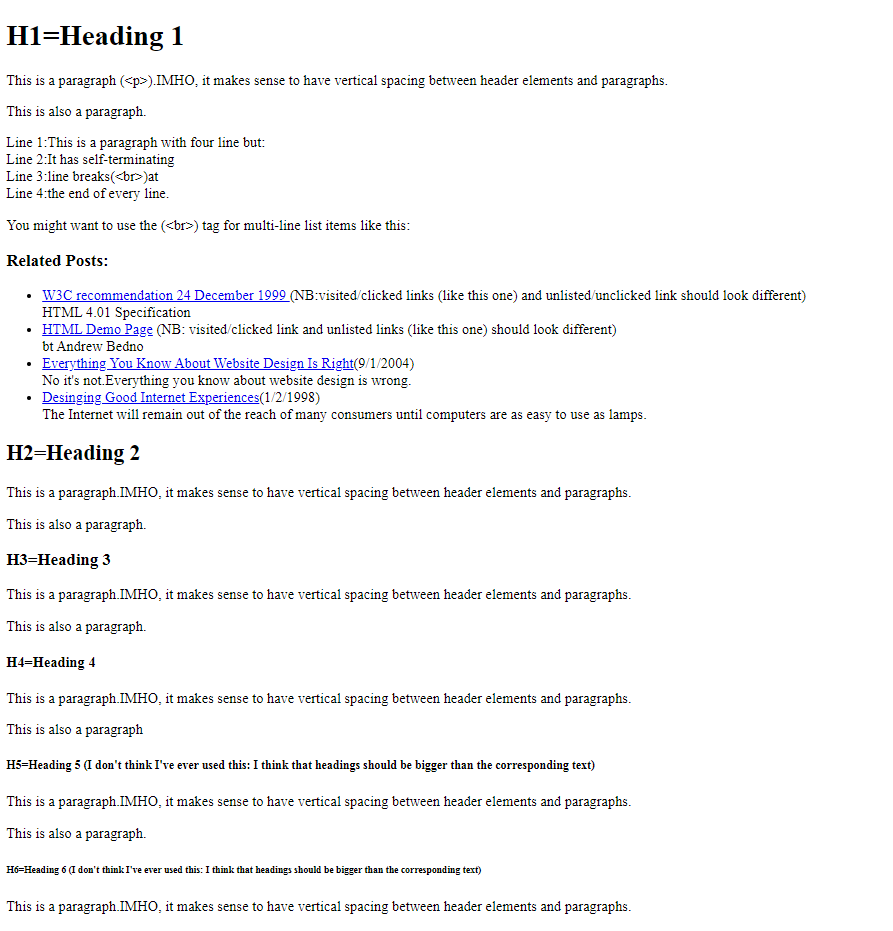 H1=Heading 1
This is a paragraph (<p>).IMHO, it makes sense to have vertical spacing between header elements and paragraphs.
This is also a paragraph.
Line 1:This is a paragraph with four line but:
Line 2:It has self-terminating
Line 3:line breaks(<br>)at
Line 4:the end of every line.
You might want to use the (<br>) tag for multi-line list items like this:
Related Posts:
• W3C recommendation 24 December 1999 (NB:visited/clicked links (like this one) and unlisted/unclicked link should look different)
HTML 4.01 Specification
• HTML Demo Page (NB: visited/clicked link and unlisted links (like this one) should look different)
bt Andrew Bedno
• Everything You Know About Website Design Is Right(9/1/2004)
No it's not.Everything you know about website design is wrong.
• Desinging Good Internet Experiences(1/2/1998)
The Internet will remain out of the reach of many consumers until computers are as easy to use as lamps.
H2=Heading 2
This is a paragraph.IMHO, it makes sense to have vertical spacing between header elements and paragraphs.
This is also a paragraph.
H3=Heading 3
This is a paragraph.IMHO, it makes sense to have vertical spacing between header elements and paragraphs.
This is also a paragraph.
H4=Heading 4
This is a paragraph.IMHO, it makes sense to have vertical spacing between header elements and paragraphs.
This is also a paragraph
H5=Heading 5 (I don't think I've ever used this: I think that headings should be bigger than the corresponding text)
This is a paragraph.IMHO, it makes sense to have vertical spacing between header elements and paragraphs.
This is also a paragraph.
H6=Heading 6 (I don't think I've ever used this: I think that headings should be bigger than the corresponding text)
This is a paragraph.IMHO, it makes sense to have vertical spacing between header elements and paragraphs.